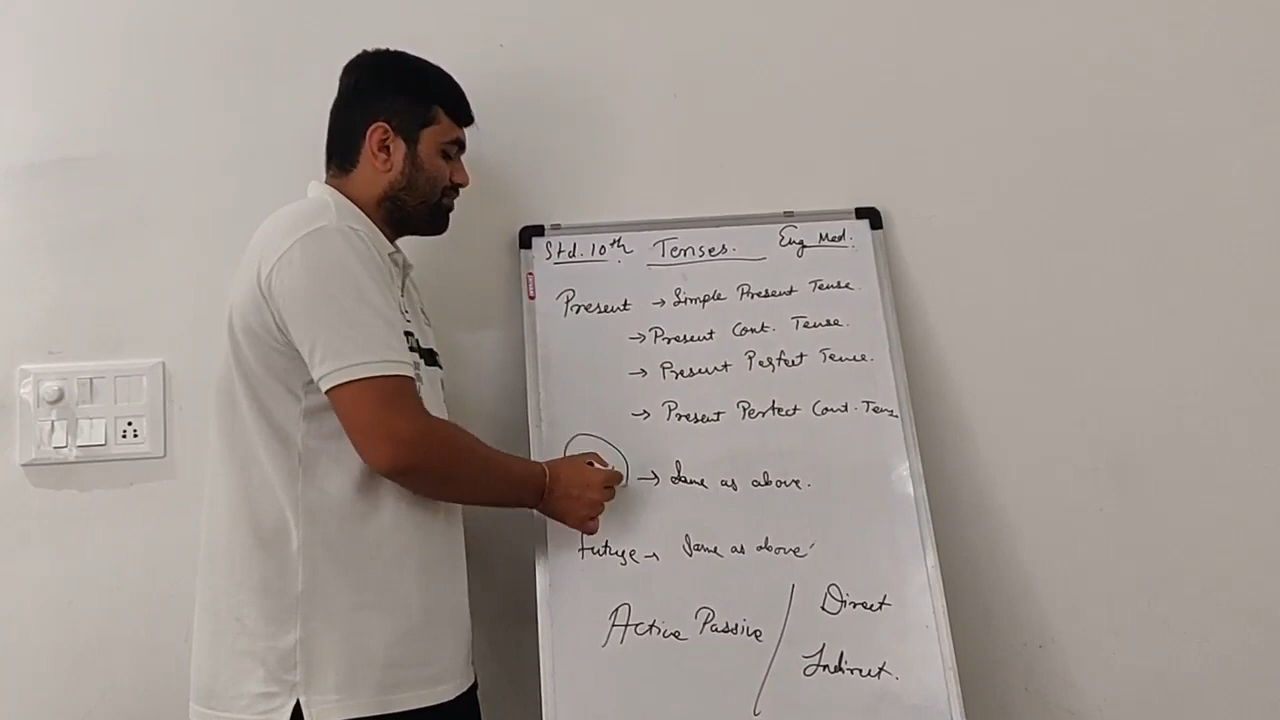 Std. 10th Tenses. Eng Med.
Present → Simple Present Tense.
→ Present Cont. Tense.
→ Present Perfect Tense.
→ Present Perfect Cont. Tens
→ Same as above.
Future → Same as above
Active Passive / Direct
Indirect.